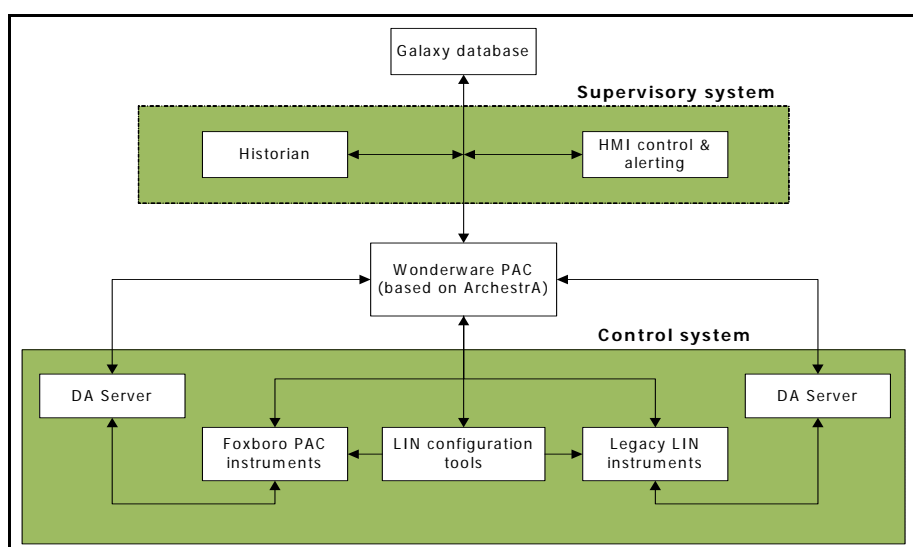 Galaxy database
Supervisory system
Historian
HMI control &
alerting
Wonderware PAC
(based on ArchestrA)
Control system
DA Server
DA Server
Foxboro PAC
instruments
LIN configuration
tools
Legacy LIN
instruments